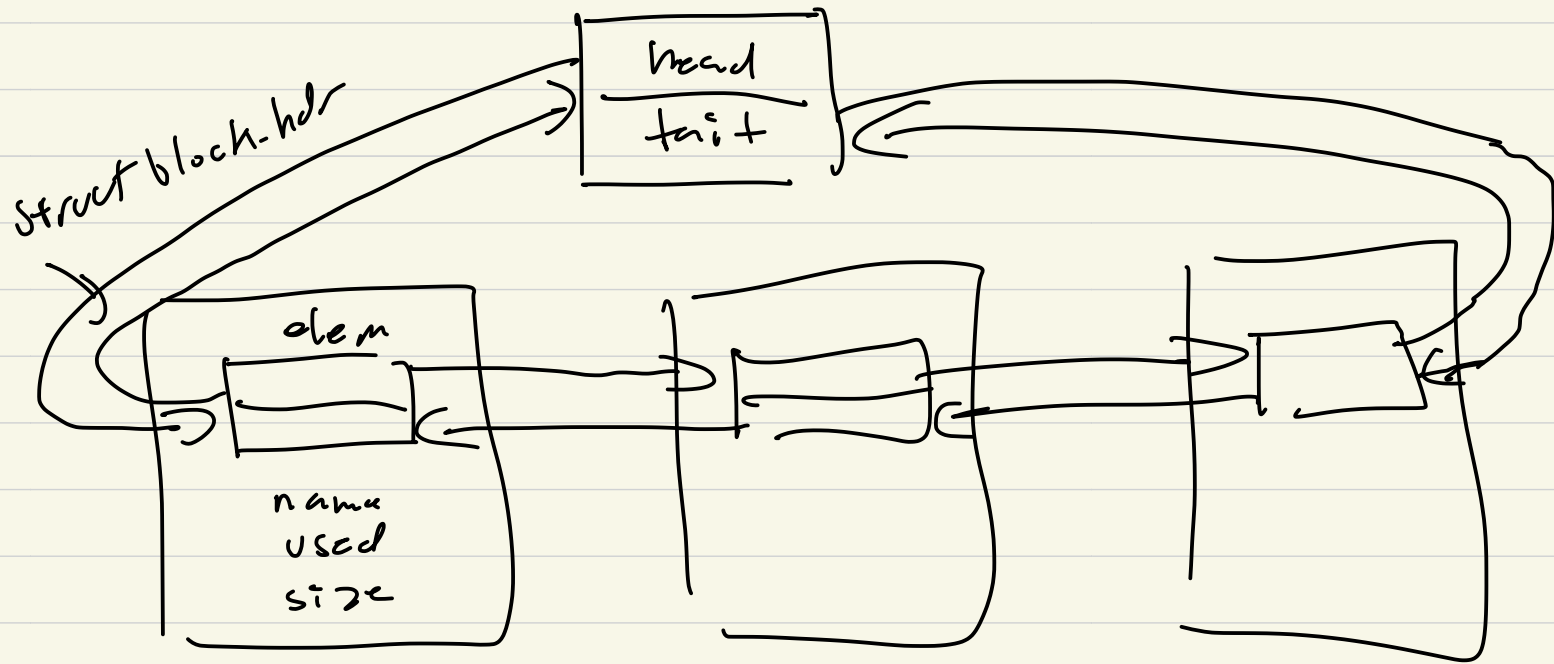 head
tail
struct block-hdr
elem
name
used
size